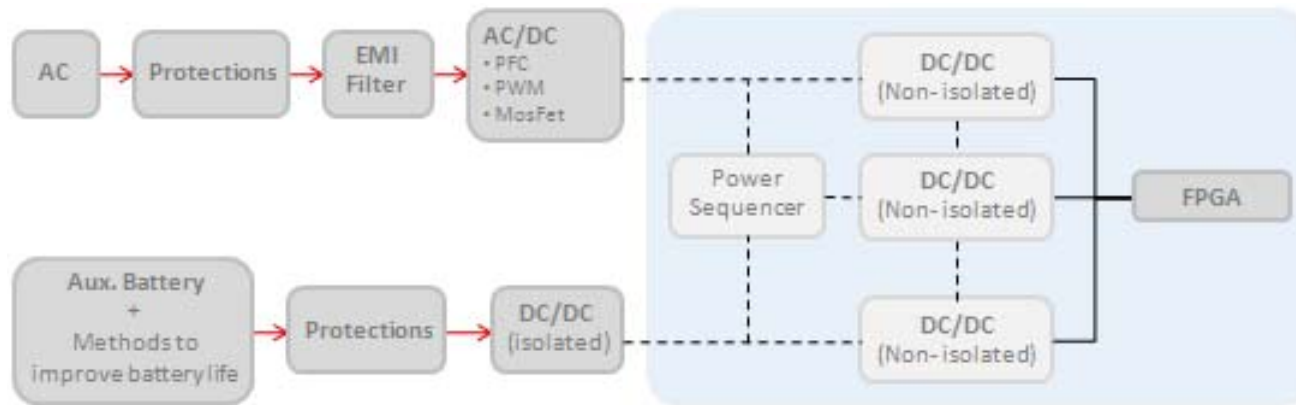 AC
Protections
EMI
Filter
AC/DC
• PFC
• PWM
• MosFet
DC/DC
(Non-isolated)
Power
Sequencer
DC/DC
(Non-isolated)
FPGA
Aux. Battery
+
Methods to
improve battery life
Protections
DC/DC
(isolated)
DC/DC
(Non-isolated)